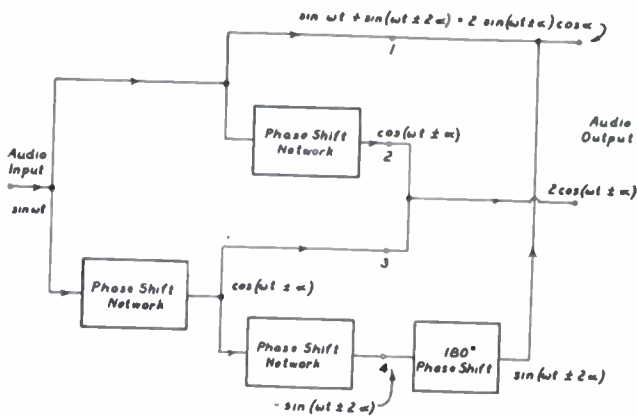 sin ωt + sin(ωt ± 2α) = 2 sin(ωt ± α) cos α
1
Phase Shift
Network
cos(ωt ± α)
2
Audio
Output
Audio
Input
sin ωt
2cos(ωt ± α)
3
Phase Shift
Network
cos(ωt ± α)
Phase Shift
Network
4
180°
Phase Shift
sin(ωt ± 2α)
- sin(ωt ± 2α)